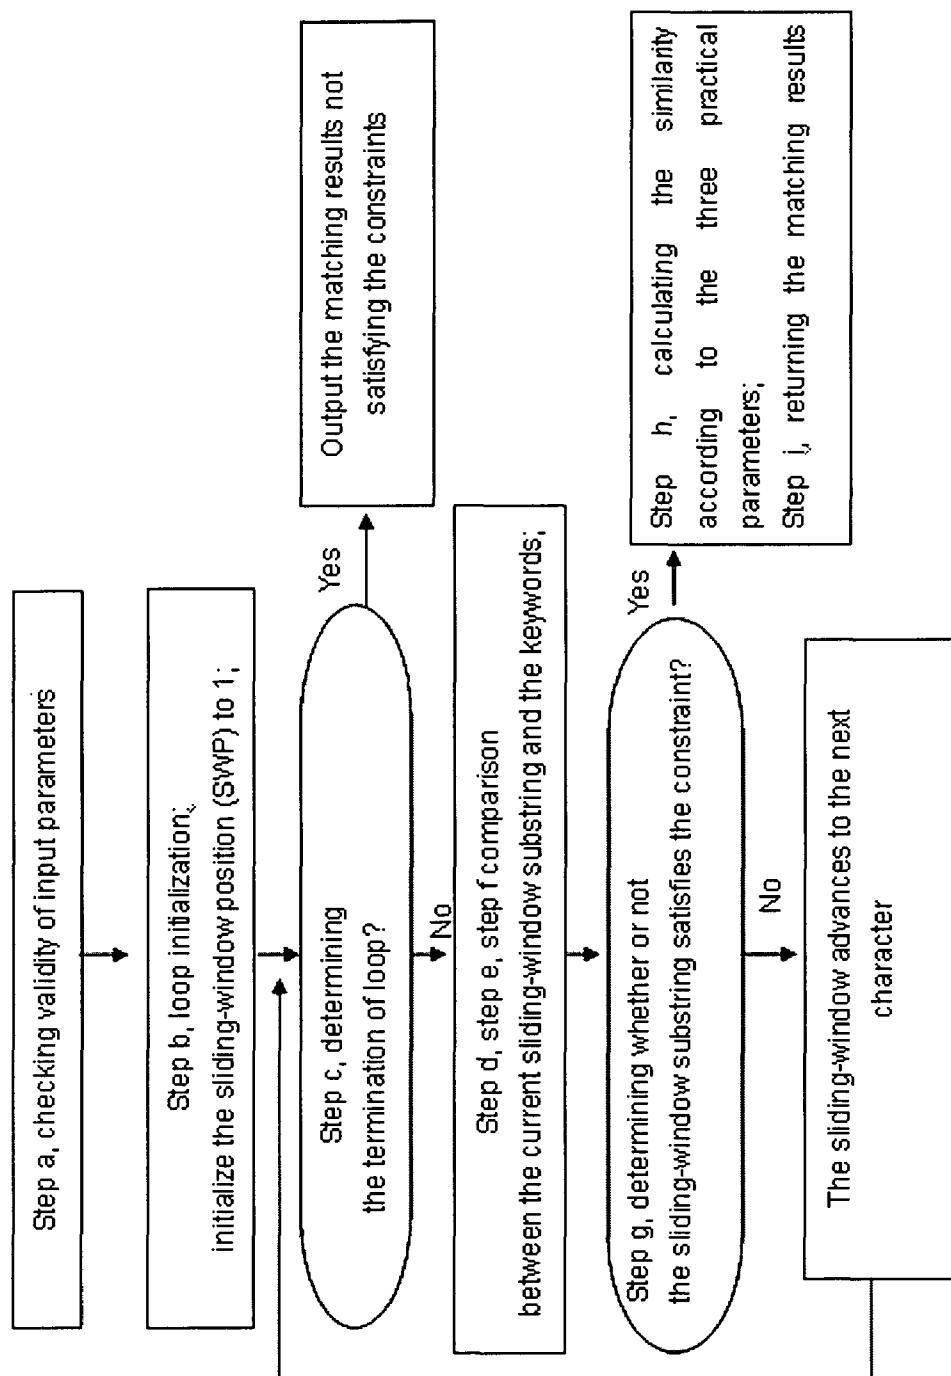 Step a, checking validity of input parameters
Step b, loop initialization;
initialize the sliding-window position (SWP) to 1;
Step c, determining
the termination of loop?
Yes
Output the matching results not
satisfying the constraints
No
Step d, step e, step f comparison
between the current sliding-window substring and the keywords;
Step g, determining whether or not
the sliding-window substring satisfies the constraint?
Yes
Step h, calculating the similarity
according to the three practical
parameters;
Step i, returning the matching results
No
The sliding-window advances to the next
character